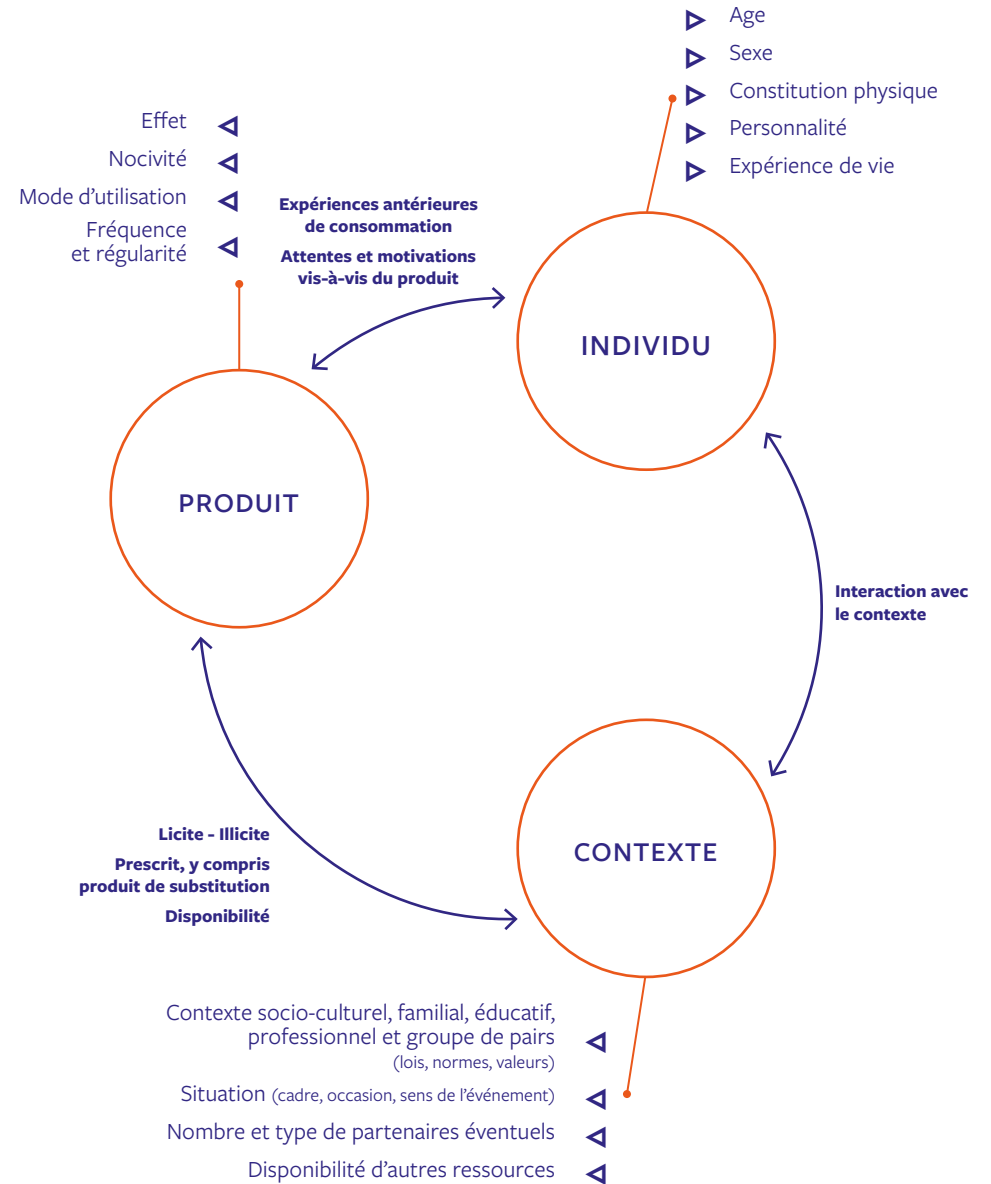 Age
Sexe
Constitution physique
Personnalité
Expérience de vie
Effet
Nocivité
Mode d'utilisation
Fréquence
et régularité
Expériences antérieures
de consommation
Attentes et motivations
vis-à-vis du produit
INDIVIDU
PRODUIT
Interaction avec
le contexte
Licite - Illicite
Prescrit, y compris
produit de substitution
Disponibilité
CONTEXTE
Contexte socio-culturel, familial, éducatif,
professionnel et groupe de pairs
(lois, normes, valeurs)
Situation (cadre, occasion, sens de l'événement)
Nombre et type de partenaires éventuels
Disponibilité d'autres ressources